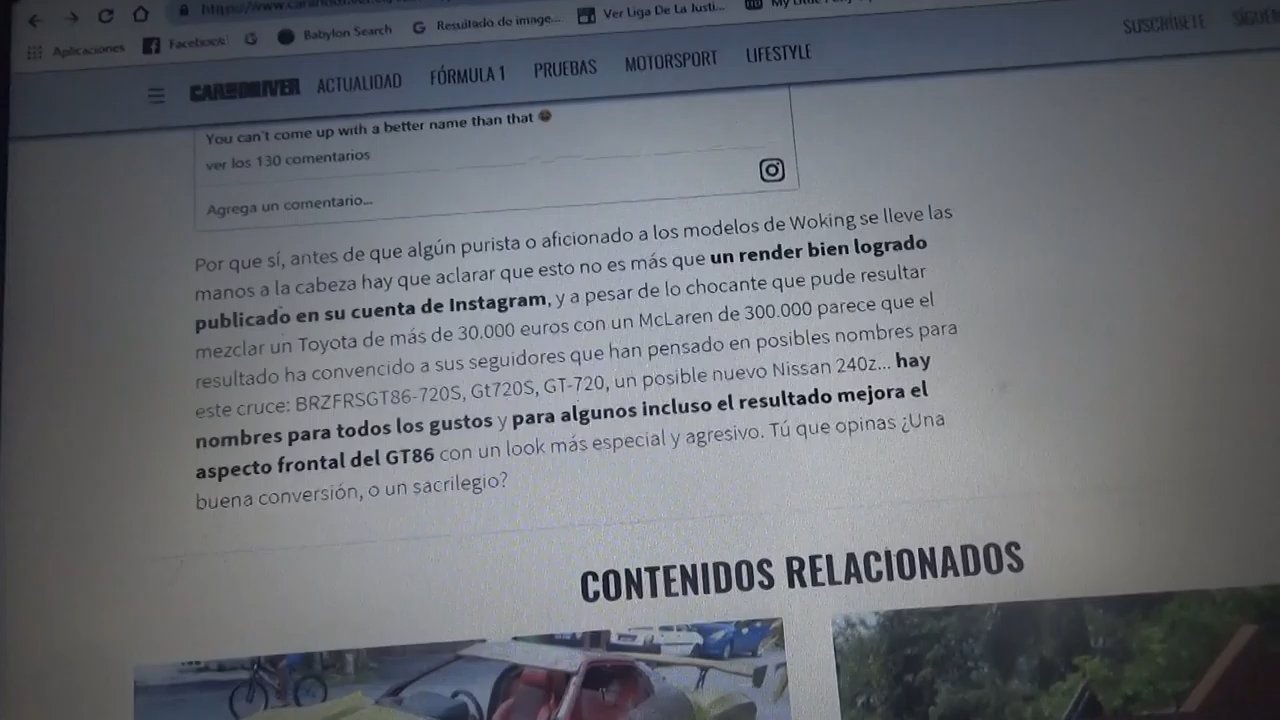 Aplicaciones Facebook G Babylon Search Resultado de image... Ver Liga De La Justi...
CAR and DRIVER ACTUALIDAD FÓRMULA 1 PRUEBAS MOTORSPORT LIFESTYLE SUSCRÍBETE
You can't come up with a better name than that
ver los 130 comentarios
Agrega un comentario...
Por que sí, antes de que algún purista o aficionado a los modelos de Woking se lleve las
manos a la cabeza hay que aclarar que esto no es más que un render bien logrado
publicado en su cuenta de Instagram, y a pesar de lo chocante que pude resultar
mezclar un Toyota de más de 30.000 euros con un McLaren de 300.000 parece que el
resultado ha convencido a sus seguidores que han pensado en posibles nombres para
este cruce: BRZFRSGT86-720S, Gt720S, GT-720, un posible nuevo Nissan 240z... hay
nombres para todos los gustos y para algunos incluso el resultado mejora el
aspecto frontal del GT86 con un look más especial y agresivo. Tú que opinas ¿Una
buena conversión, o un sacrilegio?
CONTENIDOS RELACIONADOS